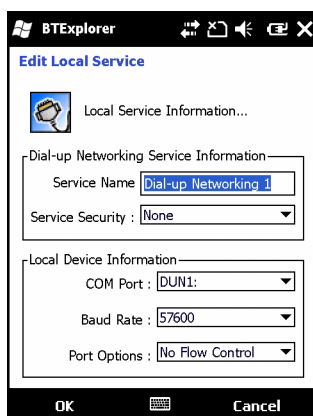 BTExplorer
Edit Local Service
Local Service Information...
Dial-up Networking Service Information
Service Name Dial-up Networking 1
Service Security : None
Local Device Information
COM Port : DUN1:
Baud Rate : 57600
Port Options : No Flow Control
OK Cancel